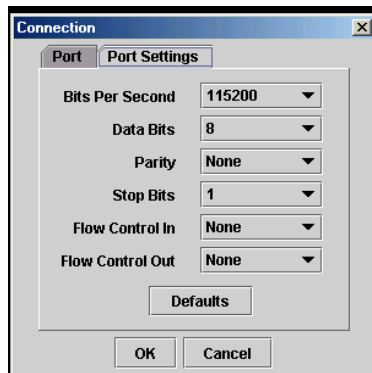 Connection
Port Port Settings
Bits Per Second 115200
Data Bits 8
Parity None
Stop Bits 1
Flow Control In None
Flow Control Out None
Defaults
OK Cancel